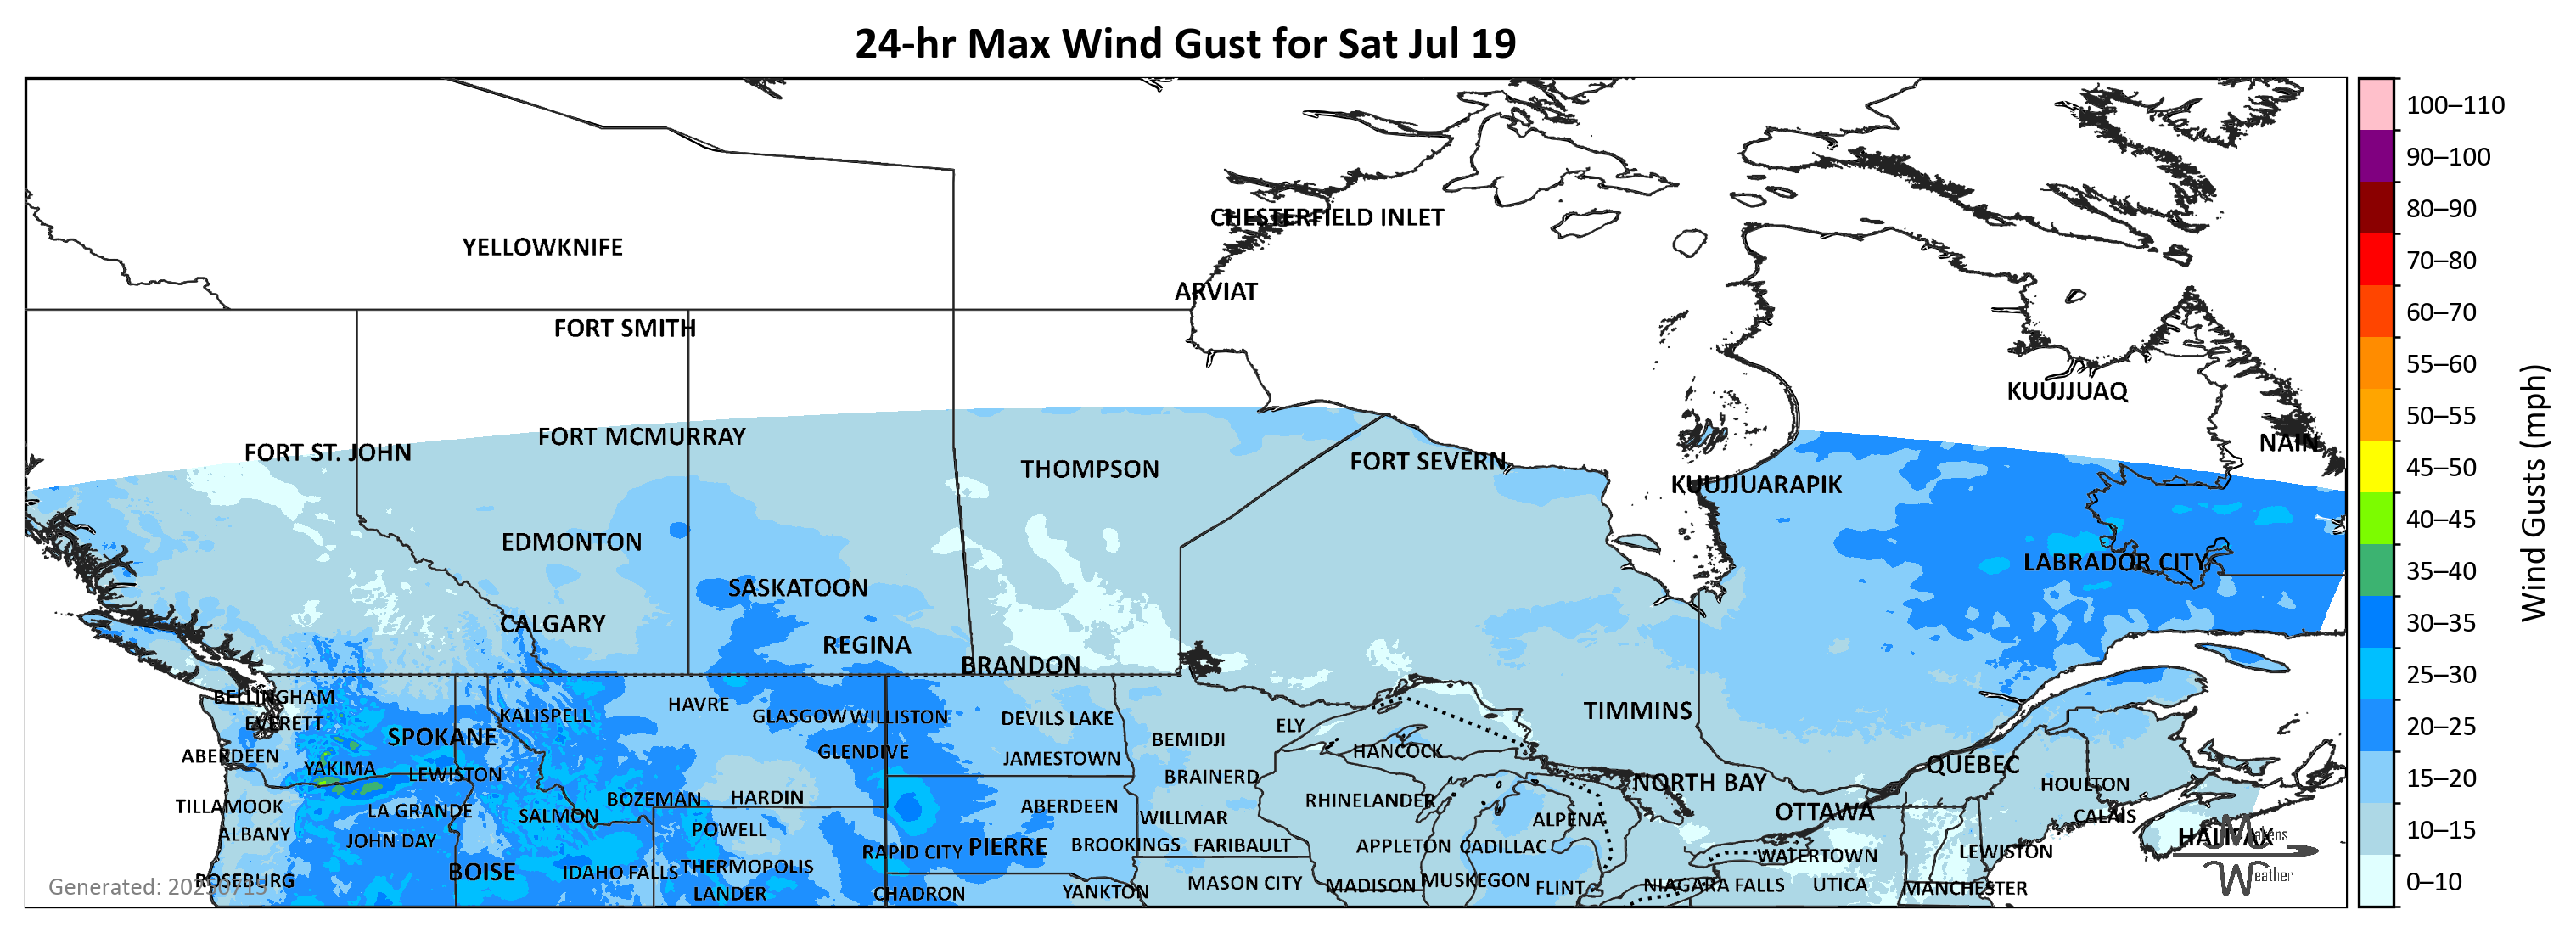 24-hr Max Wind Gust for Sat Jul 19
100–110
90–100
80–90
70–80
60–70
55–60
50–55
45–50
40–45
35–40
30–35
25–30
20–25
15–20
10–15
0–10
Wind Gusts (mph)
CHESTERFIELD INLET
YELLOWKNIFE
ARVIAT
FORT SMITH
KUUJJUAQ
FORT MCMURRAY
NAIN
FORT ST. JOHN
FORT SEVERN
THOMPSON
KUUJJUARAPIK
EDMONTON
LABRADOR CITY
SASKATOON
CALGARY
REGINA
BRANDON
BELLINGHAM
HAVRE
TIMMINS
KALISPELL
GLASGOW
WILLISTON
DEVILS LAKE
EVERETT
ELY
SPOKANE
BEMIDJI
HANCOCK
GLENDIVE
ABERDEEN
JAMESTOWN
QUÉBEC
YAKIMA
LEWISTON
BRAINERD
NORTH BAY
HOULTON
BOZEMAN
HARDIN
RHINELANDER
TILLAMOOK
ABERDEEN
LA GRANDE
OTTAWA
SALMON
CALAIS
WILLMAR
ALPENA
POWELL
ALBANY
HALIFAX
JOHN DAY
BROOKINGS
FARIBAULT
APPLETON
CADILLAC
PIERRE
RAPID CITY
LEWISTON
WATERTOWN
THERMOPOLIS
BOISE
IDAHO FALLS
ROSEBURG
MUSKEGON
MASON CITY
MADISON
NIAGARA FALLS
UTICA
FLINT
MANCHESTER
YANKTON
LANDER
CHADRON
Weather